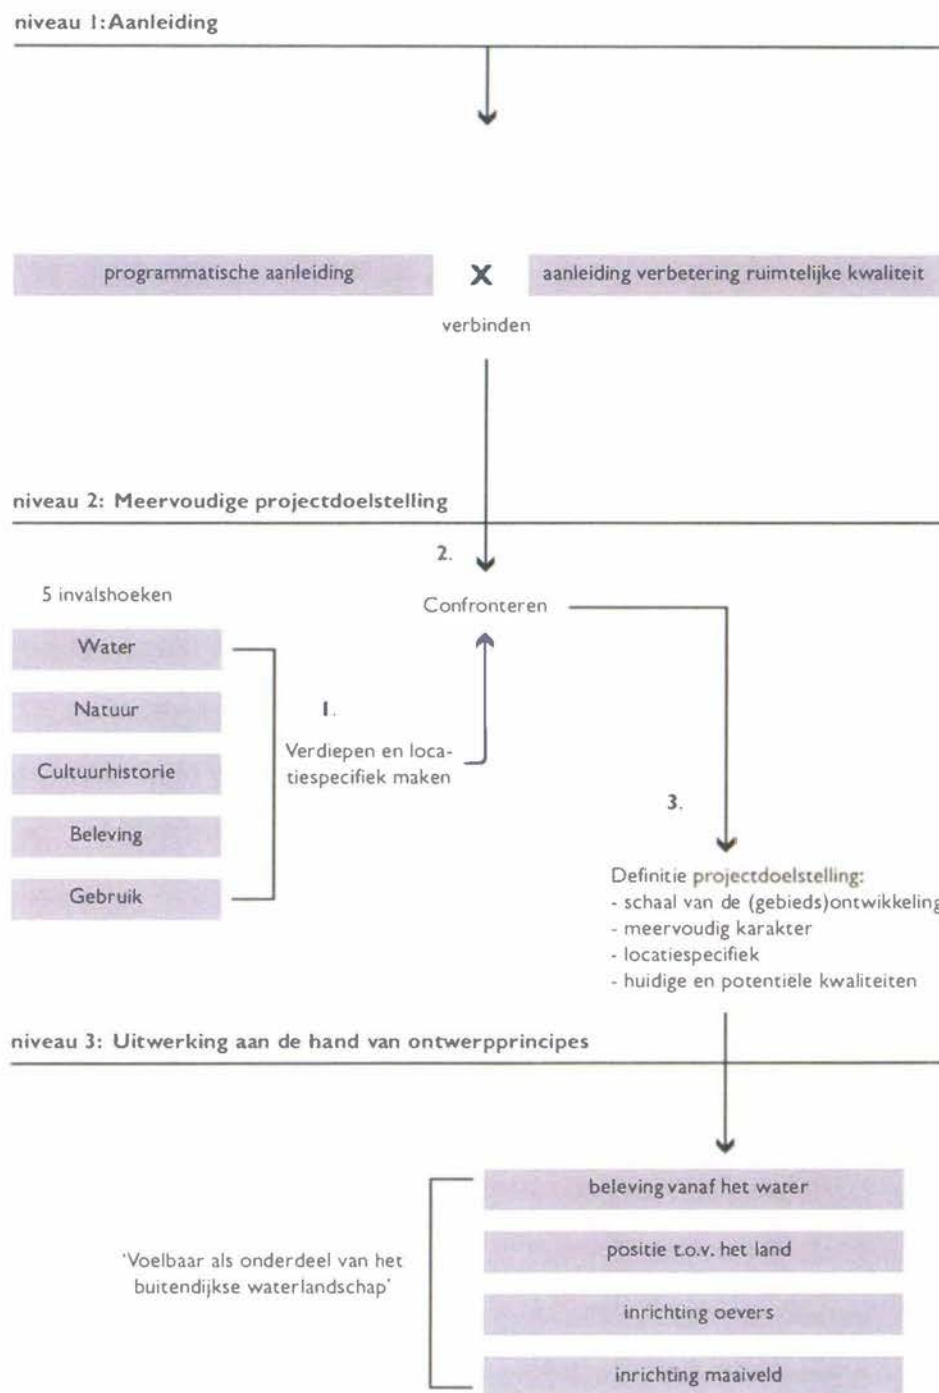 niveau 1: Aanleiding
programmatische aanleiding
X
aanleiding verbetering ruimtelijke kwaliteit
verbinden
niveau 2: Meervoudige projectdoelstelling
2.
5 invalshoeken
Confronteren
Water
Natuur
1.
Verdiepen en loca-
tiespecifiek maken
Cultuurhistorie
3.
Beleving
Gebruik
Definitie projectdoelstelling:
- schaal van de (gebieds)ontwikkeling
- meervoudig karakter
- locatiespecifiek
- huidige en potentiële kwaliteiten
niveau 3: Uitwerking aan de hand van ontwerpprincipes
beleving vanaf het water
positie t.o.v. het land
'Voelbaar als onderdeel van het
buitendijkse waterlandschap'
inrichting oevers
inrichting maaiveld